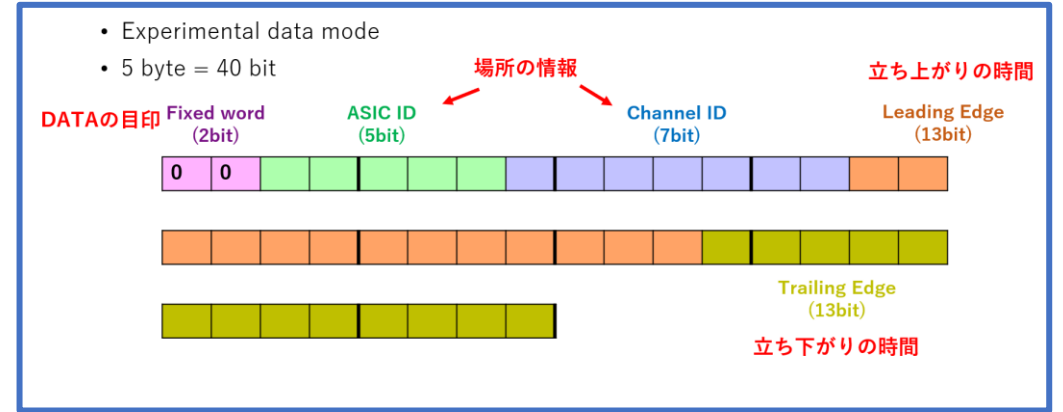 • Experimental data mode
• 5 byte = 40 bit
場所の情報
立ち上がりの時間
DATAの目印
Fixed word
(2bit)
ASIC ID
(5bit)
Channel ID
(7bit)
Leading Edge
(13bit)
0 0
Trailing Edge
(13bit)
立ち下がりの時間